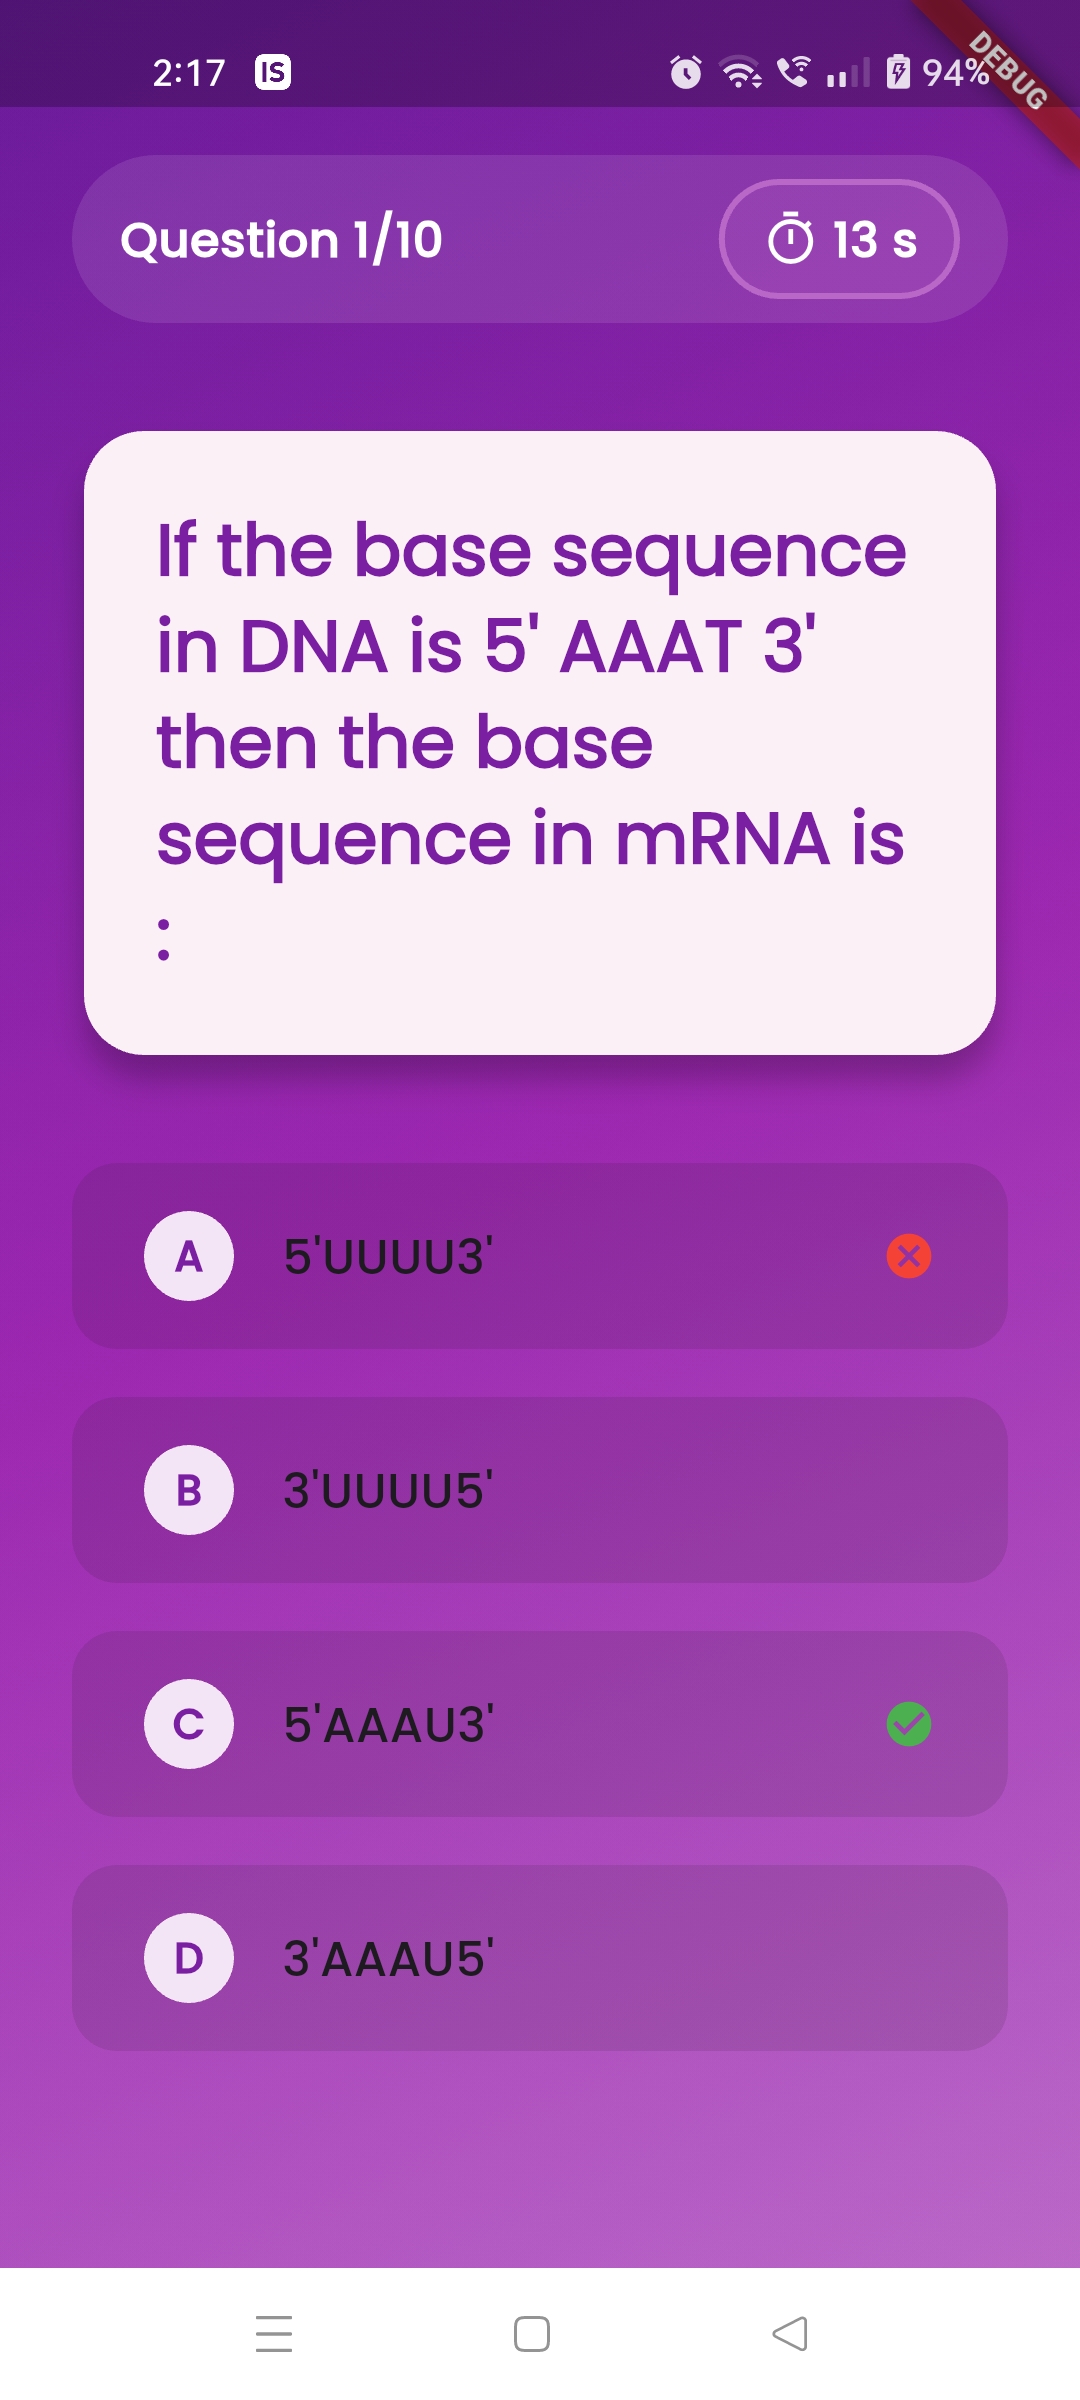 2:17 IS 94% DEBUG
Question 1/10 13 s
If the base sequence
in DNA is 5' AAAT 3'
then the base
sequence in mRNA is
:
A 5'UUUU3'
B 3'UUUU5'
C 5'AAAU3'
D 3'AAAU5'